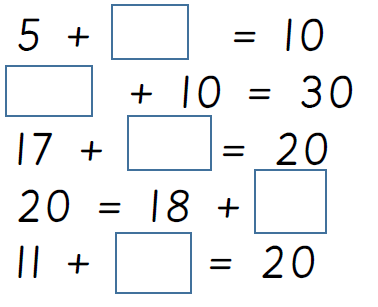 5 + = 10
+ 10 = 30
17 + = 20
20 = 18 +
11 + = 20